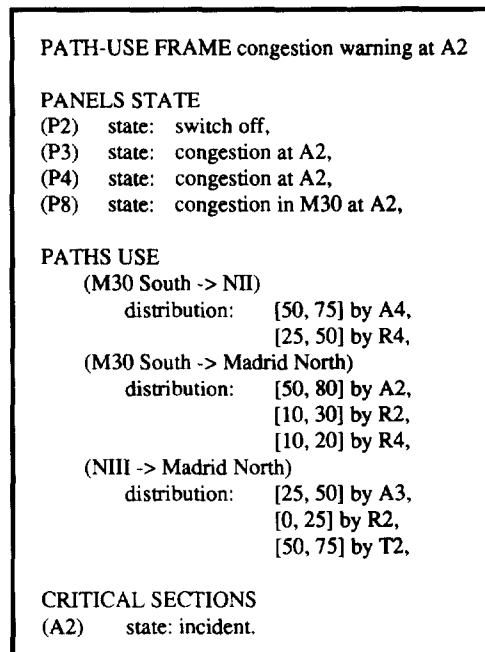 PATH-USE FRAME congestion warning at A2
PANELS STATE
(P2) state: switch off,
(P3) state: congestion at A2,
(P4) state: congestion at A2,
(P8) state: congestion in M30 at A2,
PATHS USE
(M30 South -> NII)
distribution: [50, 75] by A4,
[25, 50] by R4,
(M30 South -> Madrid North)
distribution: [50, 80] by A2,
[10, 30] by R2,
[10, 20] by R4,
(NIII -> Madrid North)
distribution: [25, 50] by A3,
[0, 25] by R2,
[50, 75] by T2,
CRITICAL SECTIONS
(A2) state: incident.